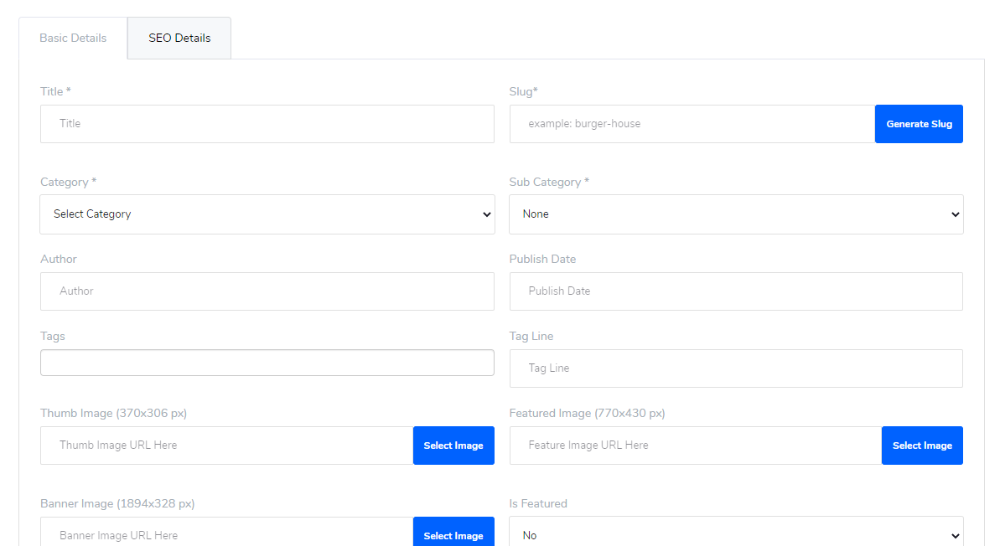 Basic Details SEO Details
Title * Slug*
Title example: burger-house Generate Slug
Category * Sub Category *
Select Category None
Author Publish Date
Author Publish Date
Tags Tag Line
Tag Line
Thumb Image (370x306 px) Featured Image (770x430 px)
Thumb Image URL Here Select Image Feature Image URL Here Select Image
Banner Image (1894x328 px) Is Featured
Banner Image URL Here Select Image No